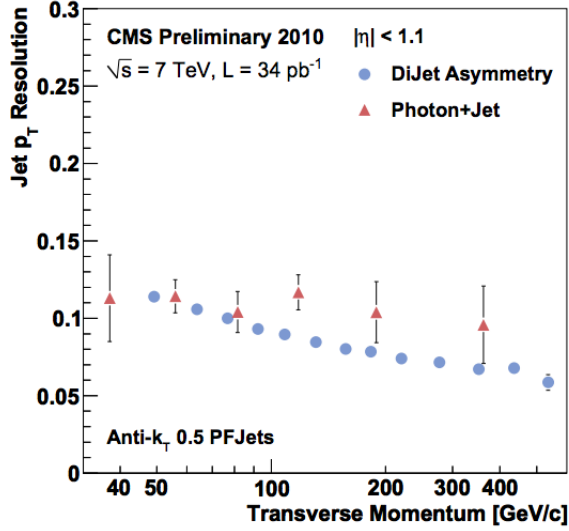 Jet p_T Resolution
0.3
0.25
0.2
0.15
0.1
0.05
0
CMS Preliminary 2010 |η| < 1.1
√s = 7 TeV, L = 34 pb⁻¹
DiJet Asymmetry
Photon+Jet
Anti-k_T 0.5 PFJets
40 50 100 200 300 400
Transverse Momentum [GeV/c]